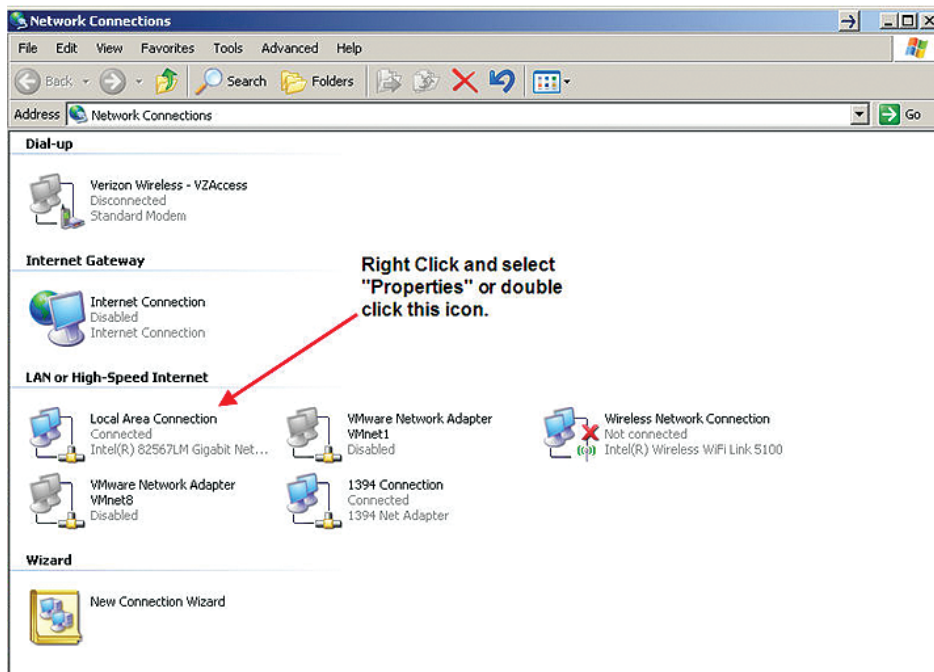 Network Connections
File Edit View Favorites Tools Advanced Help
Back Search Folders
Address Network Connections Go
Dial-up
Verizon Wireless - VZAccess
Disconnected
Standard Modem
Internet Gateway
Right Click and select
"Properties" or double
click this icon.
Internet Connection
Disabled
Internet Connection
LAN or High-Speed Internet
Local Area Connection
Connected
Intel(R) 82567LM Gigabit Net...
VMware Network Adapter
VMnet1
Disabled
Wireless Network Connection
Not connected
Intel(R) Wireless WiFi Link 5100
VMware Network Adapter
VMnet8
Disabled
1394 Connection
Connected
1394 Net Adapter
Wizard
New Connection Wizard